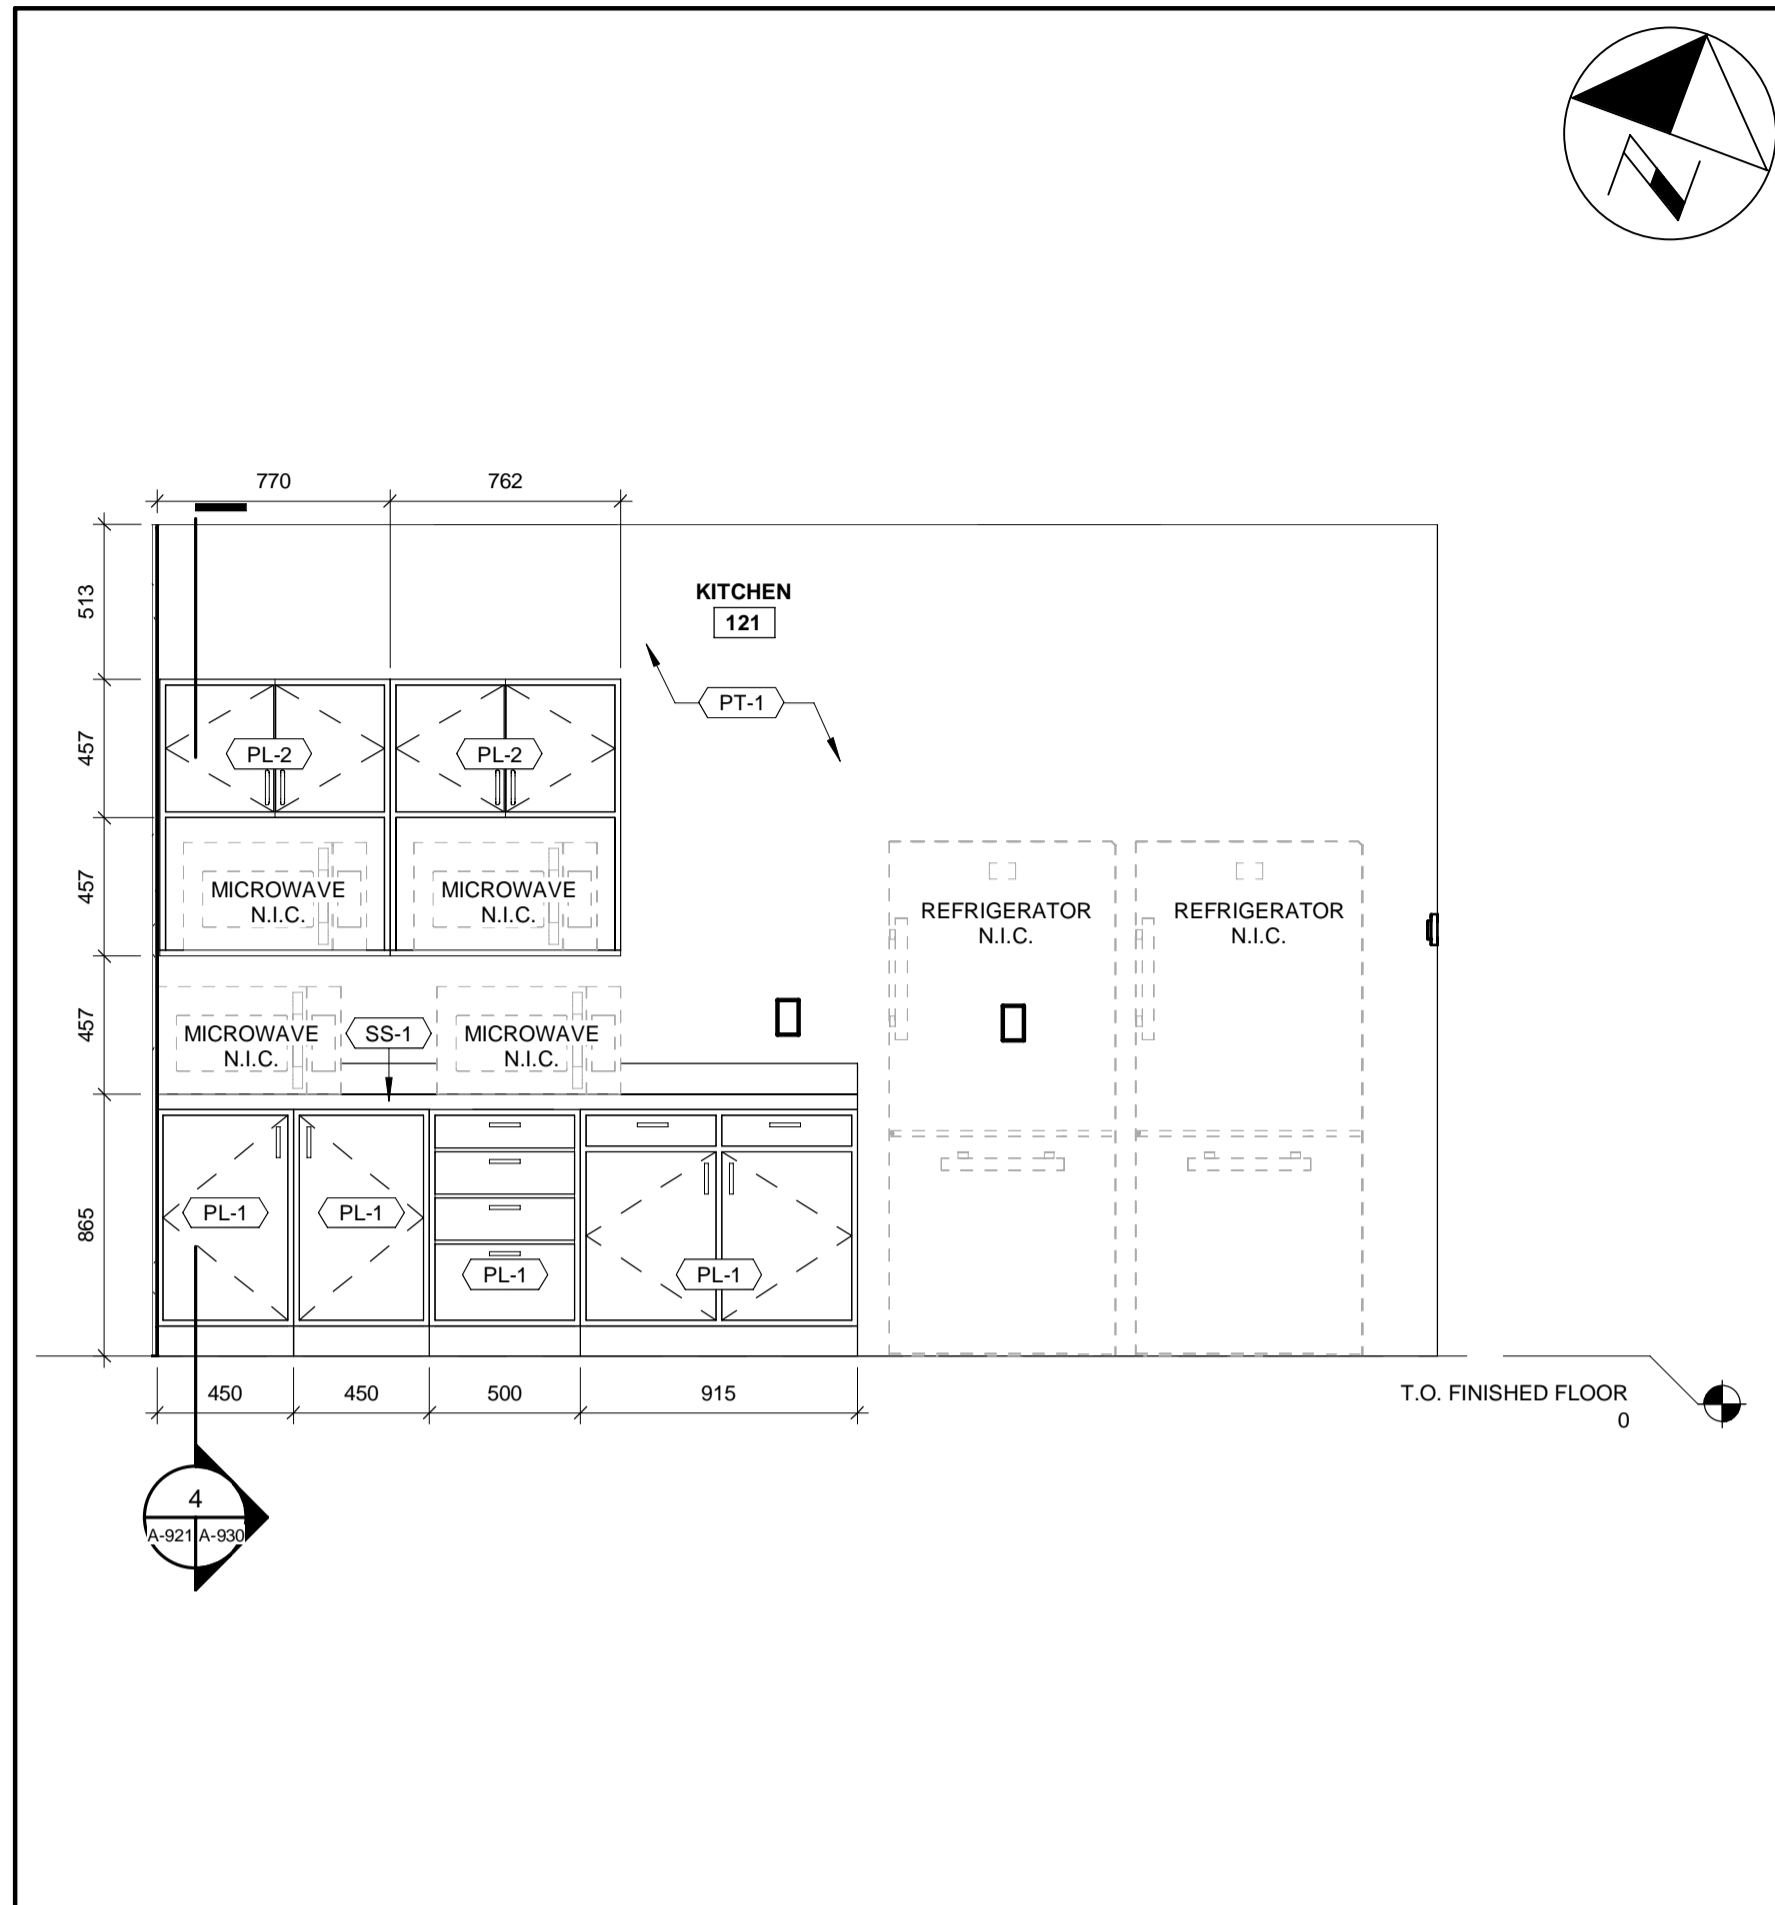 N
770
762
513
KITCHEN
121
PT-1
457
PL-2
PL-2
457
MICROWAVE
N.I.C.
MICROWAVE
N.I.C.
REFRIGERATOR
N.I.C.
REFRIGERATOR
N.I.C.
457
MICROWAVE
N.I.C.
SS-1
MICROWAVE
N.I.C.
865
PL-1
PL-1
PL-1
PL-1
450
450
500
915
T.O. FINISHED FLOOR
0
4
A-921
A-930